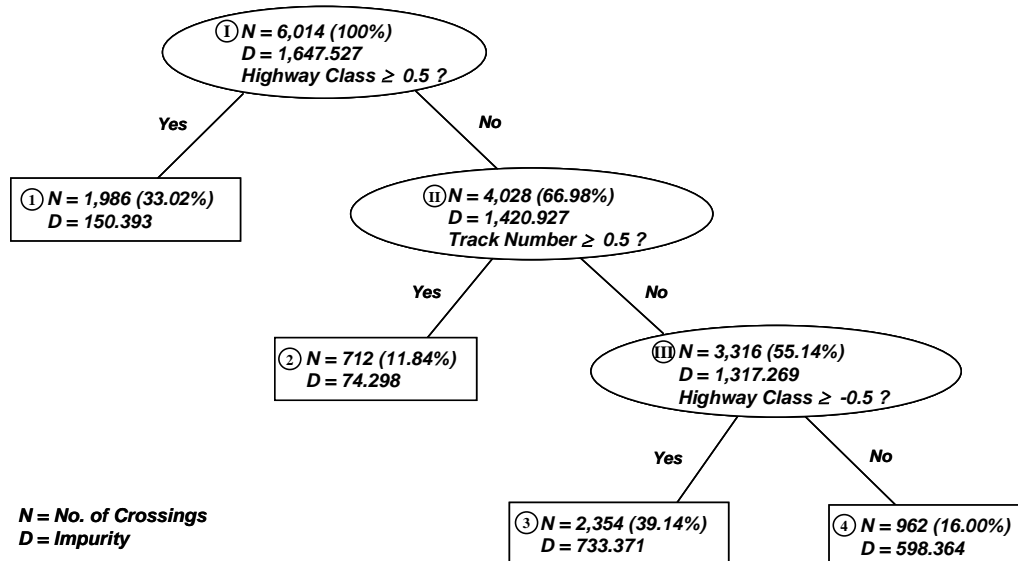 I N = 6,014 (100%)
D = 1,647.527
Highway Class ≥ 0.5 ?
Yes
No
1 N = 1,986 (33.02%)
D = 150.393
II N = 4,028 (66.98%)
D = 1,420.927
Track Number ≥ 0.5 ?
Yes
No
2 N = 712 (11.84%)
D = 74.298
III N = 3,316 (55.14%)
D = 1,317.269
Highway Class ≥ -0.5 ?
Yes
No
3 N = 2,354 (39.14%)
D = 733.371
4 N = 962 (16.00%)
D = 598.364
N = No. of Crossings
D = Impurity